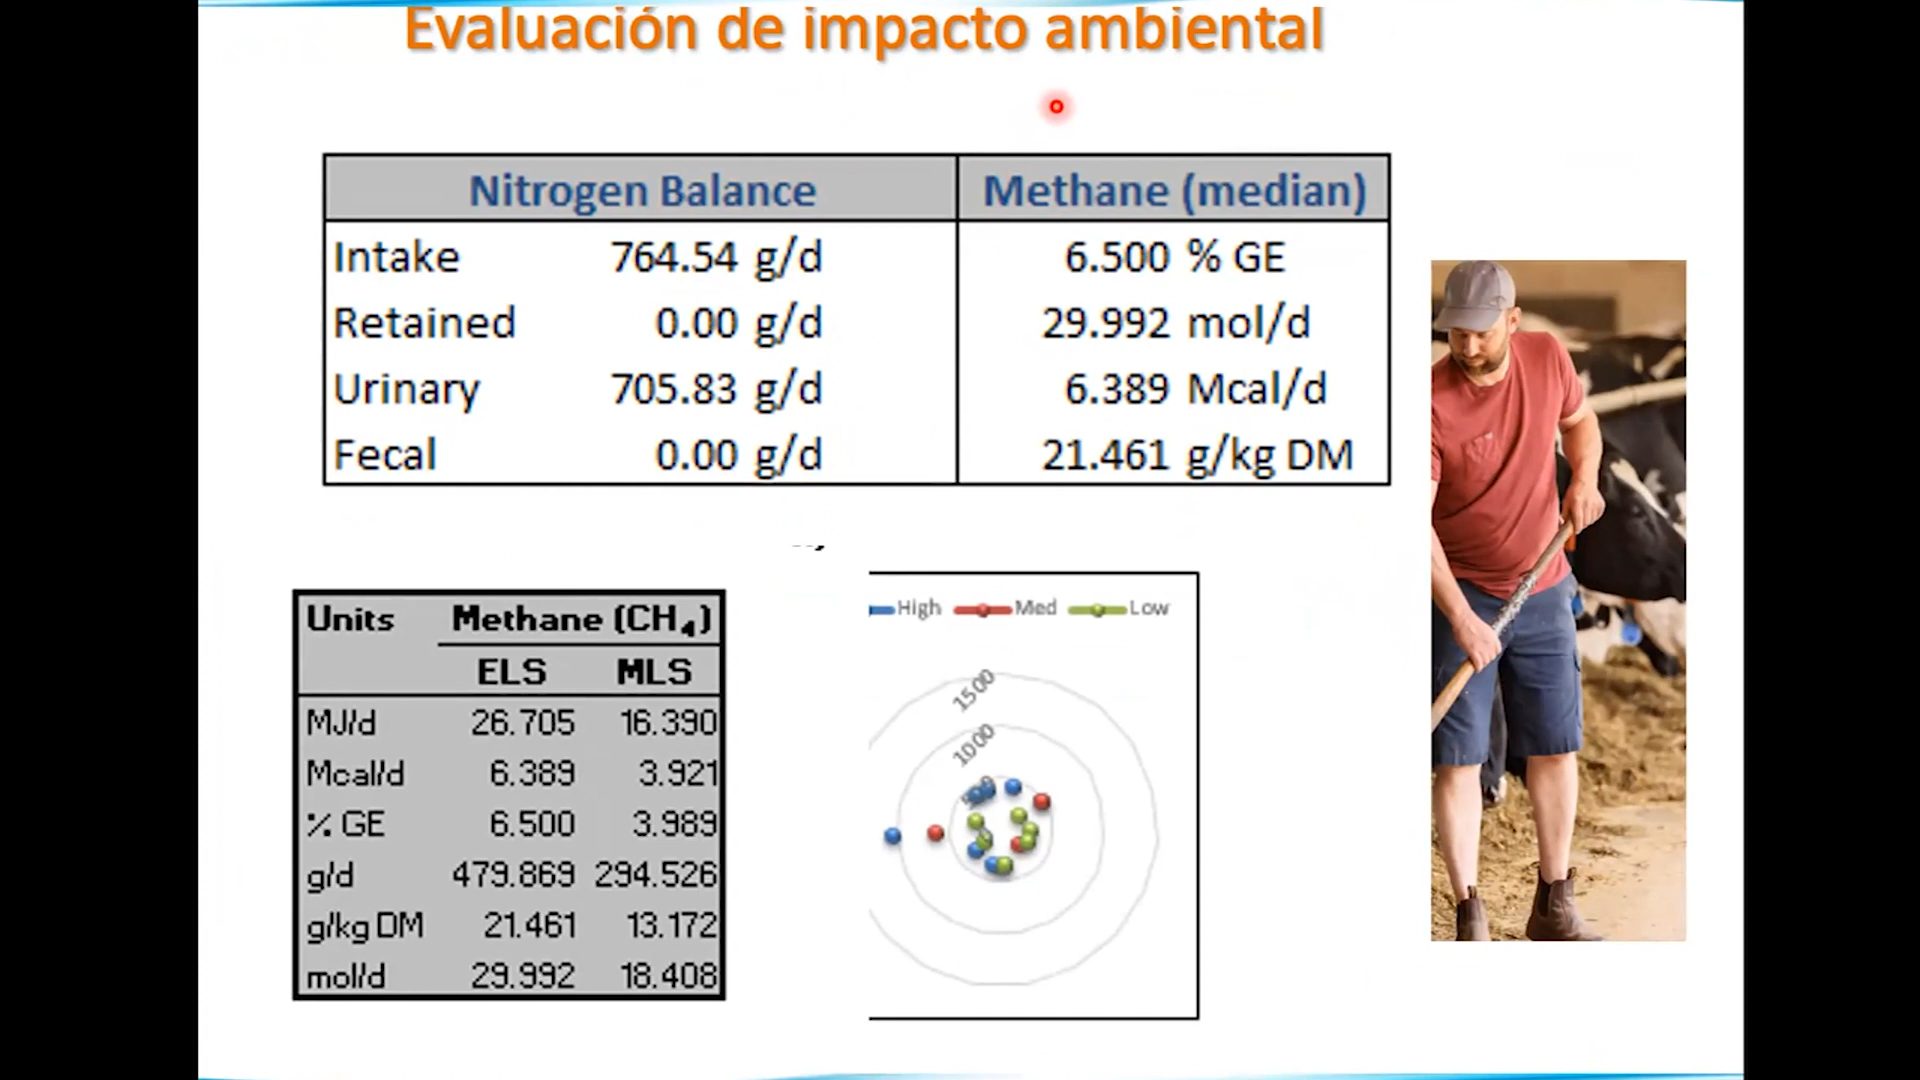 Evaluación de impacto ambiental
Nitrogen Balance Methane (median)
Intake 764.54 g/d 6.500 % GE
Retained 0.00 g/d 29.992 mol/d
Urinary 705.83 g/d 6.389 Mcal/d
Fecal 0.00 g/d 21.461 g/kg DM
Units Methane (CH₄)
ELS MLS
MJ/d 26.705 16.390
Mcal/d 6.389 3.921
% GE 6.500 3.989
g/d 479.869 294.526
g/kg DM 21.461 13.172
mol/d 29.992 18.408
High Med Low
1500
1000